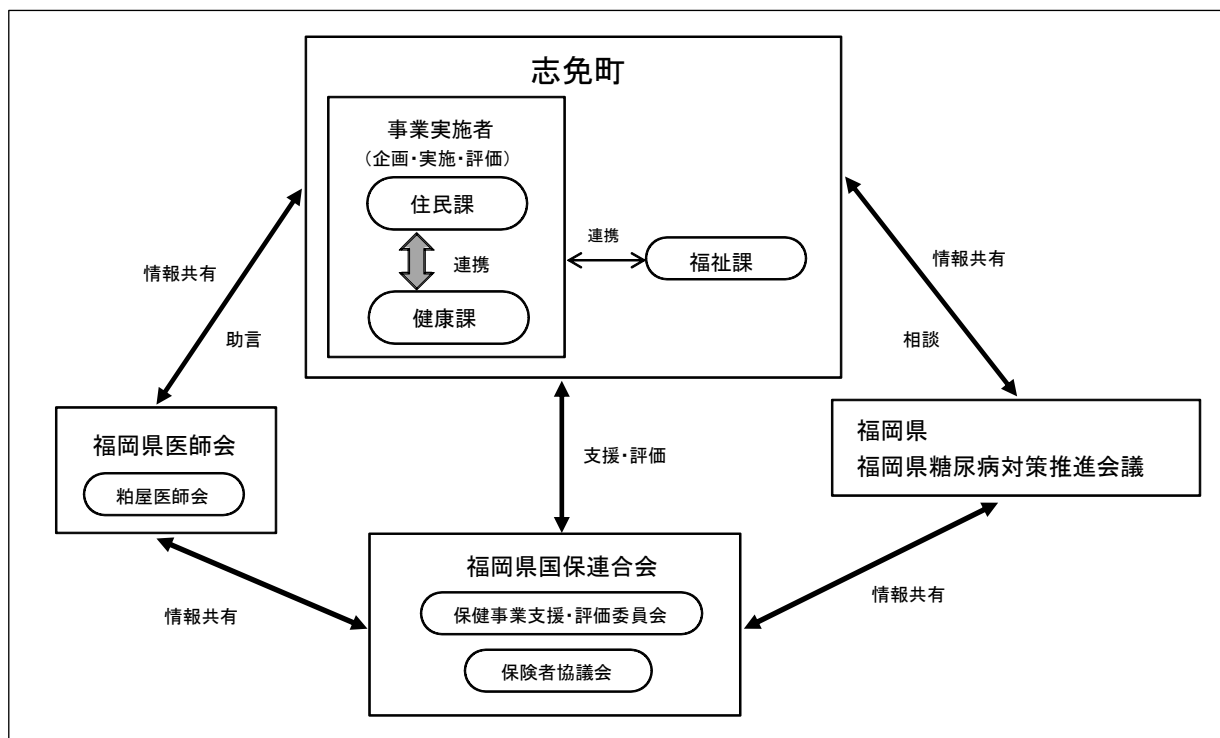 志免町
事業実施者
（企画・実施・評価）
住民課
連携
健康課
連携
福祉課
情報共有
助言
情報共有
相談
福岡県医師会
粕屋医師会
支援・評価
福岡県
福岡県糖尿病対策推進会議
福岡県国保連合会
保健事業支援・評価委員会
保険者協議会
情報共有
情報共有